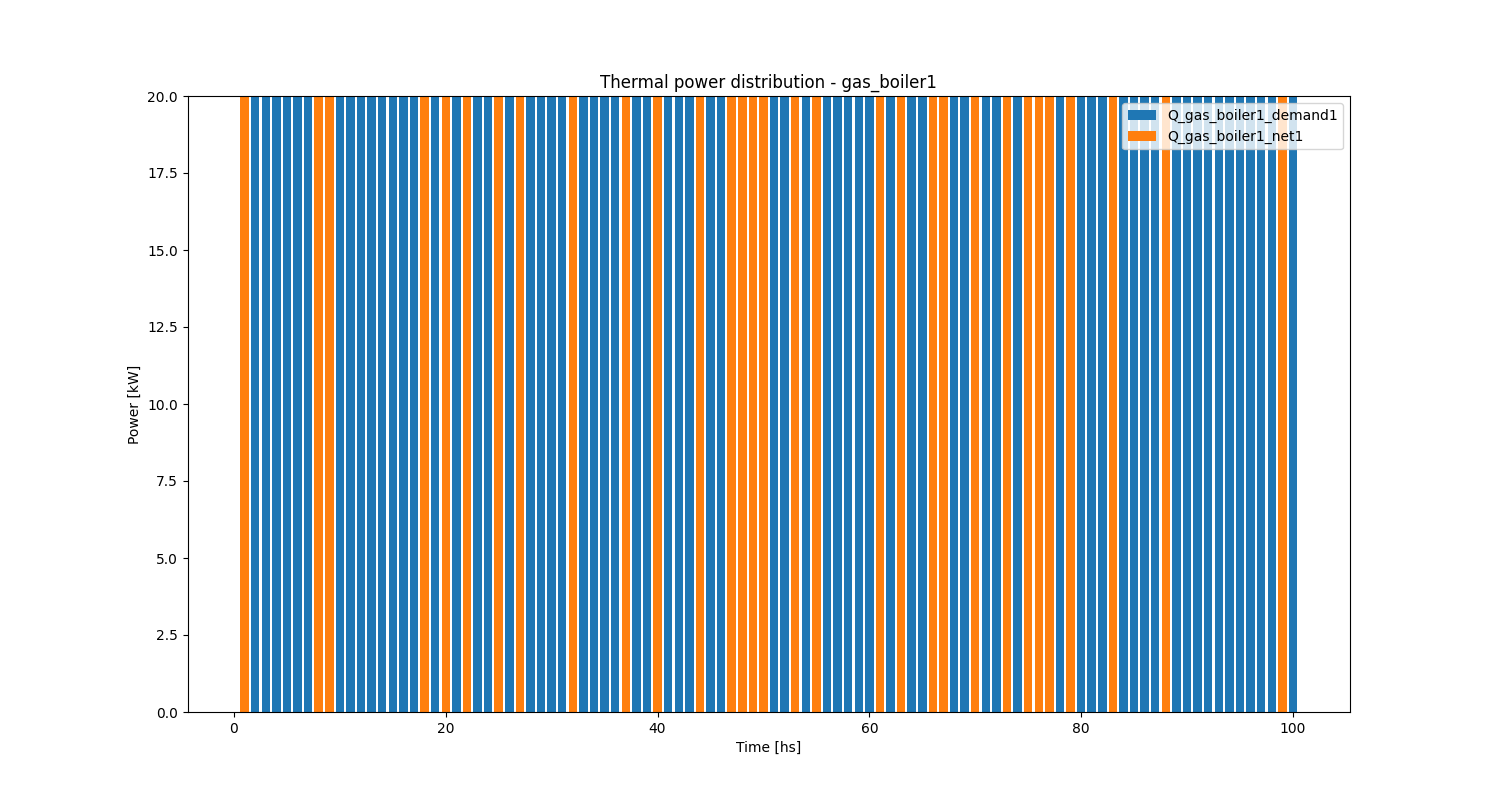 Thermal power distribution - gas_boiler1
Q_gas_boiler1_demand1
Q_gas_boiler1_net1
20.0
17.5
15.0
12.5
10.0
7.5
5.0
2.5
0.0
Power [kW]
0 20 40 60 80 100
Time [hs]